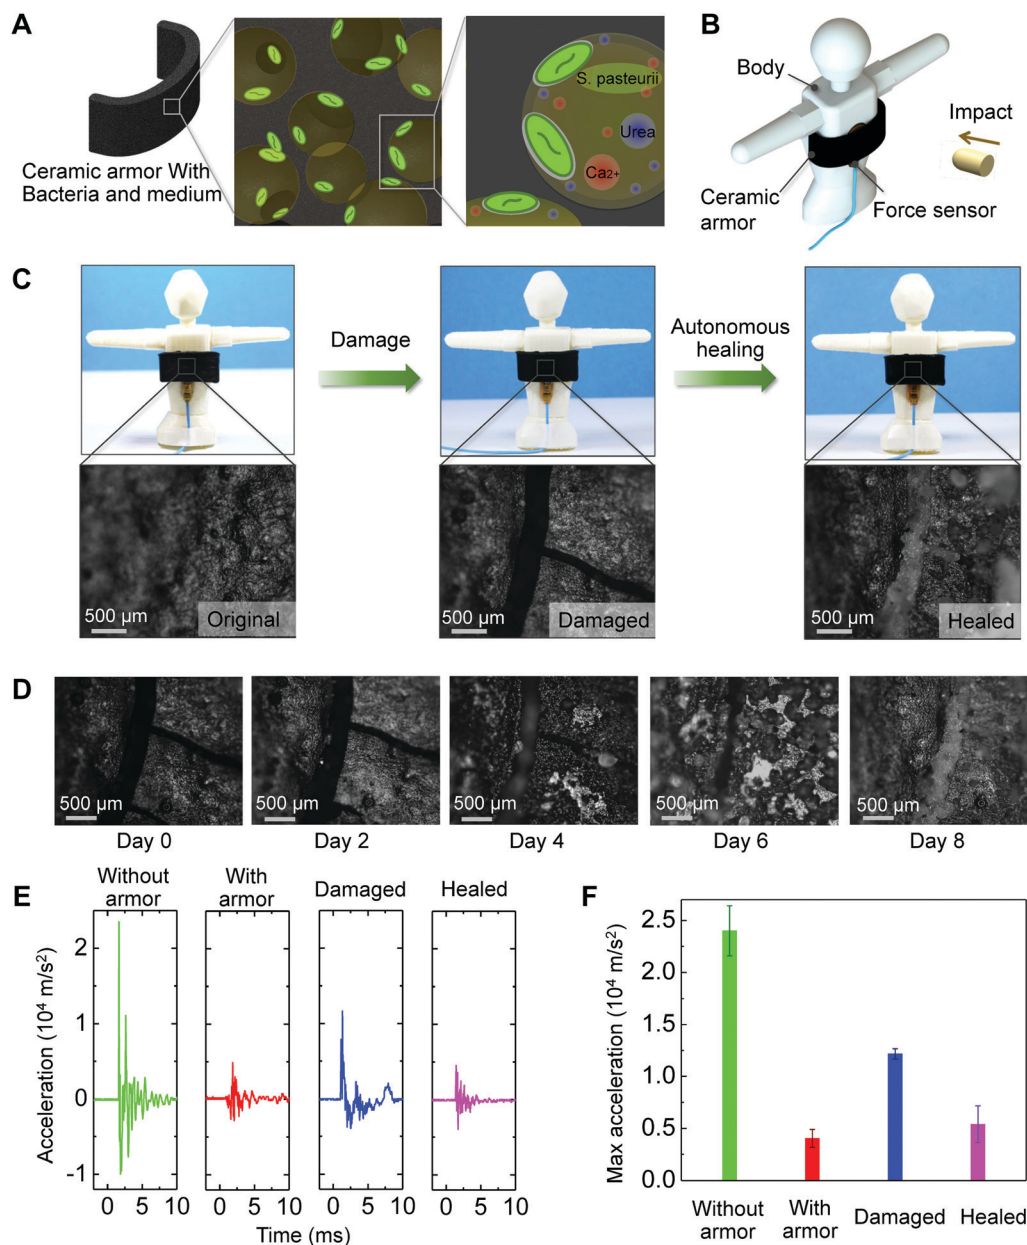 A
Ceramic armor With
Bacteria and medium
S. pasteurii
Urea
Ca2+
B
Body
Impact
Ceramic
armor
Force sensor
C
Damage
Autonomous
healing
500 µm
Original
500 µm
Damaged
500 µm
Healed
D
500 µm
500 µm
500 µm
500 µm
500 µm
Day 0
Day 2
Day 4
Day 6
Day 8
E
Without
armor
With
armor
Damaged
Healed
Acceleration (10⁴ m/s²)
2
1
0
-1
0 10
0 10
0 10
0 10
Time (ms)
F
Max acceleration (10⁴ m/s²)
2.5
2.0
1.5
1.0
0.5
0.0
Without
armor
With
armor
Damaged
Healed